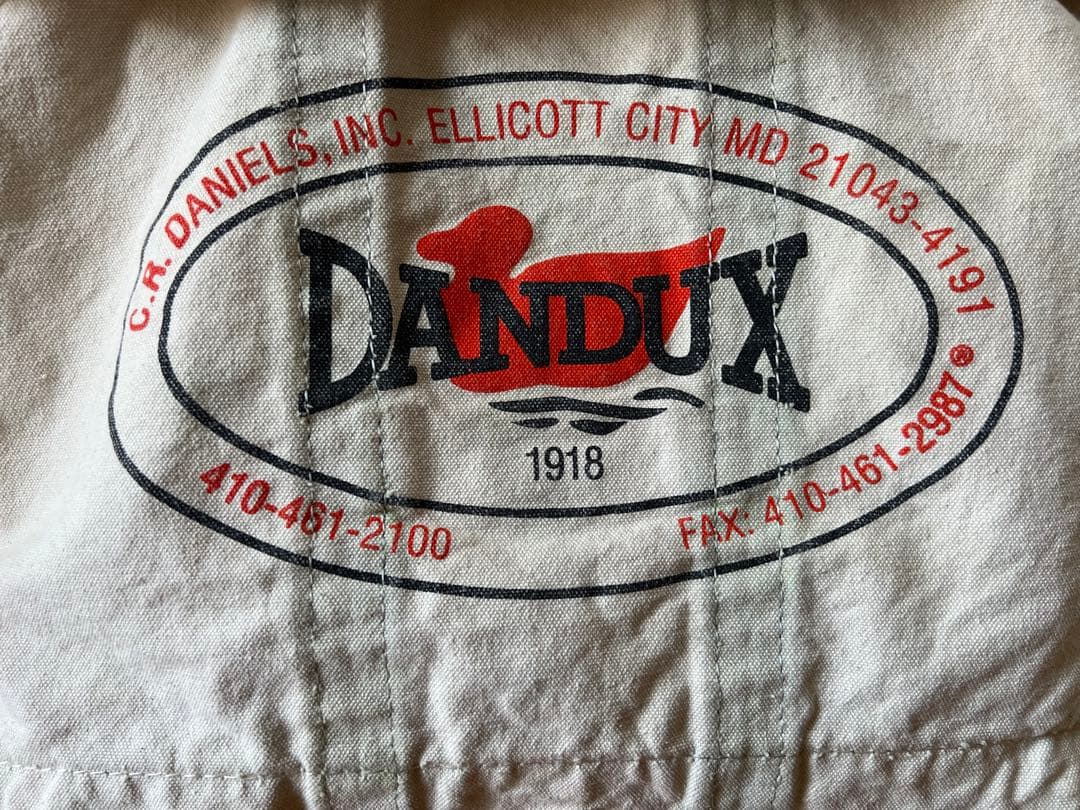 C.R. DANIELS, INC. ELLICOTT CITY MD 21043-4191
DANDUX
1918
410-461-2100
FAX: 410-461-2987 ®